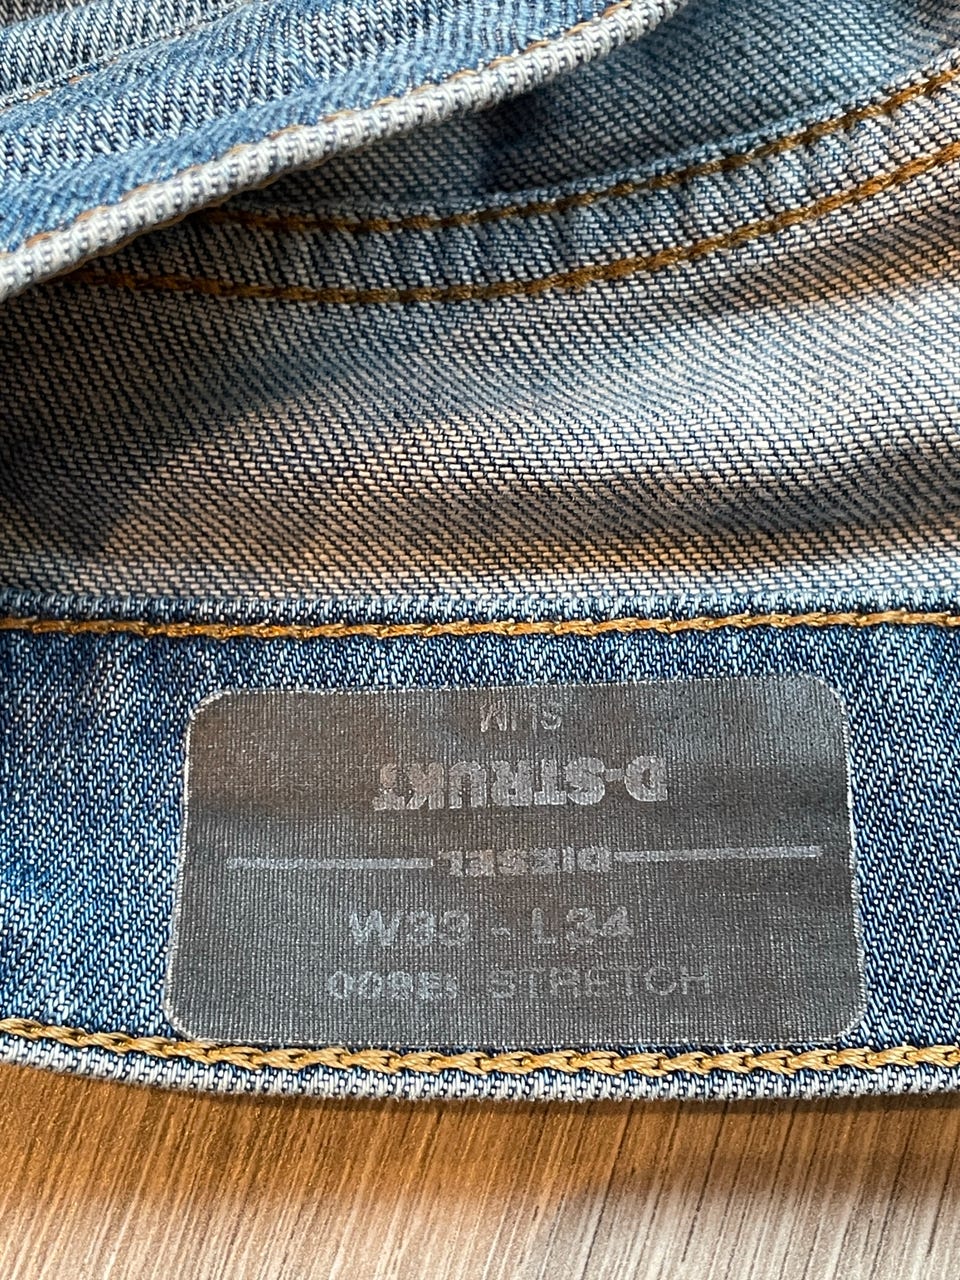 DIESEL
D-STRUKT
SLIM
W33 - L34
STRETCH